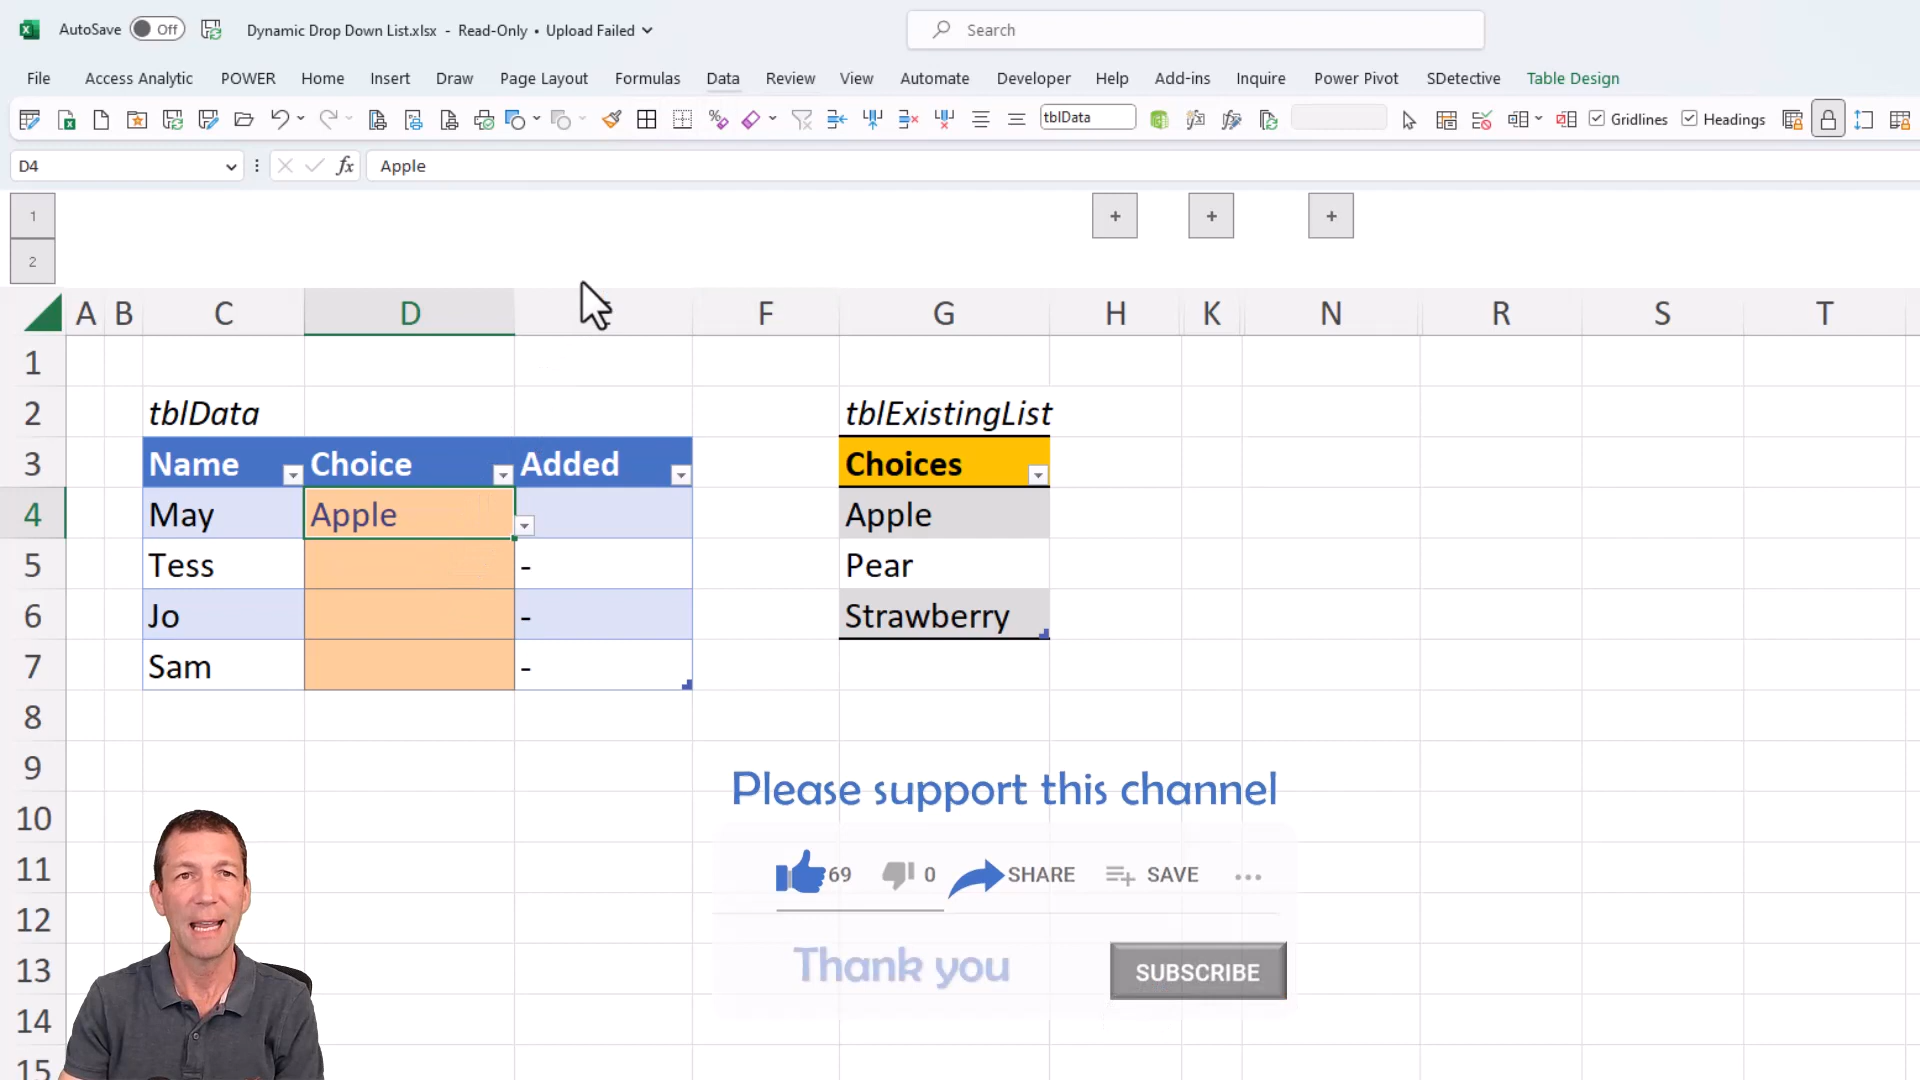 AutoSave Off Dynamic Drop Down List.xlsx - Read-Only • Upload Failed Search
File Access Analytic POWER Home Insert Draw Page Layout Formulas Data Review View Automate Developer Help Add-ins Inquire Power Pivot SDetective Table Design
tblData Gridlines Headings
D4 fx Apple
1 + + +
2
A B C D F G H K N R S T
1
2 tblData tblExistingList
3 Name Choice Added Choices
4 May Apple Apple
5 Tess - Pear
6 Jo - Strawberry
7 Sam -
8
9
Please support this channel
10
11 69 0 SHARE SAVE ...
12
13 Thank you SUBSCRIBE
14
15